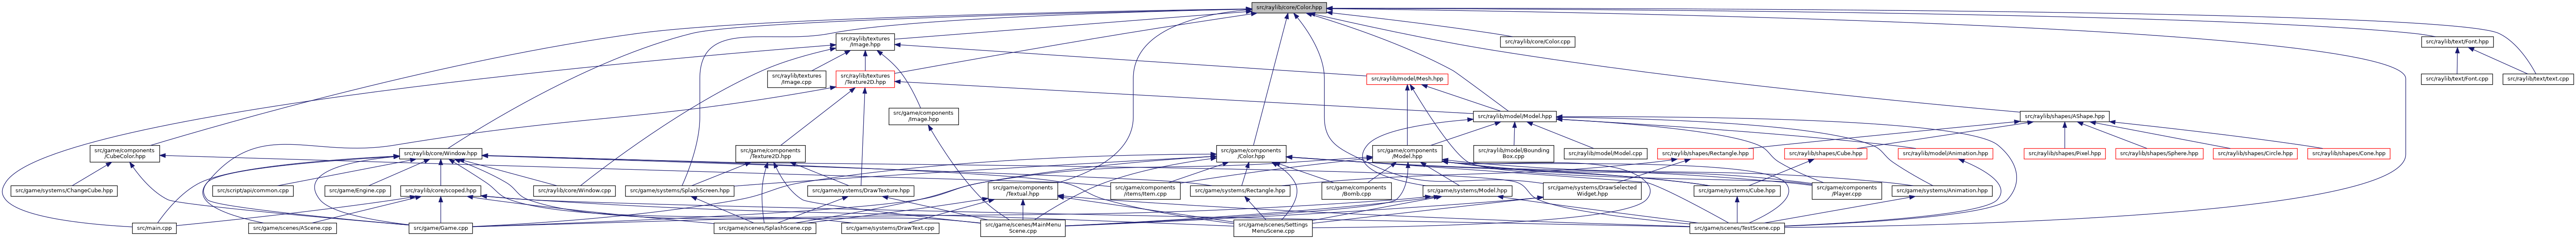 src/raylib/core/Color.hpp
src/raylib/textures
/Image.hpp
src/raylib/core/Color.cpp
src/raylib/text/Font.hpp
src/raylib/textures
/Image.cpp
src/raylib/textures
/Texture2D.hpp
src/raylib/model/Mesh.hpp
src/raylib/text/Font.cpp
src/raylib/text/text.cpp
src/game/components
/Image.hpp
src/raylib/model/Model.hpp
src/raylib/shapes/AShape.hpp
src/game/components
/CubeColor.hpp
src/raylib/core/Window.hpp
src/game/components
/Texture2D.hpp
src/game/components
/Color.hpp
src/game/components
/Model.hpp
src/raylib/model/Bounding
Box.cpp
src/raylib/model/Model.cpp
src/raylib/shapes/Rectangle.hpp
src/raylib/shapes/Cube.hpp
src/raylib/model/Animation.hpp
src/raylib/shapes/Pixel.hpp
src/raylib/shapes/Sphere.hpp
src/raylib/shapes/Circle.hpp
src/raylib/shapes/Cone.hpp
src/game/systems/ChangeCube.hpp
src/script/api/common.cpp
src/game/Engine.cpp
src/raylib/core/scoped.hpp
src/raylib/core/Window.cpp
src/game/systems/SplashScreen.hpp
src/game/systems/DrawTexture.hpp
src/game/components
/Textual.hpp
src/game/components
/items/Item.cpp
src/game/systems/Rectangle.hpp
src/game/components
/Bomb.cpp
src/game/systems/Model.hpp
src/game/systems/DrawSelected
Widget.hpp
src/game/systems/Cube.hpp
src/game/components
/Player.cpp
src/game/systems/Animation.hpp
src/main.cpp
src/game/scenes/AScene.cpp
src/game/Game.cpp
src/game/scenes/SplashScene.cpp
src/game/systems/DrawText.cpp
src/game/scenes/MainMenu
Scene.cpp
src/game/scenes/Settings
MenuScene.cpp
src/game/scenes/TestScene.cpp